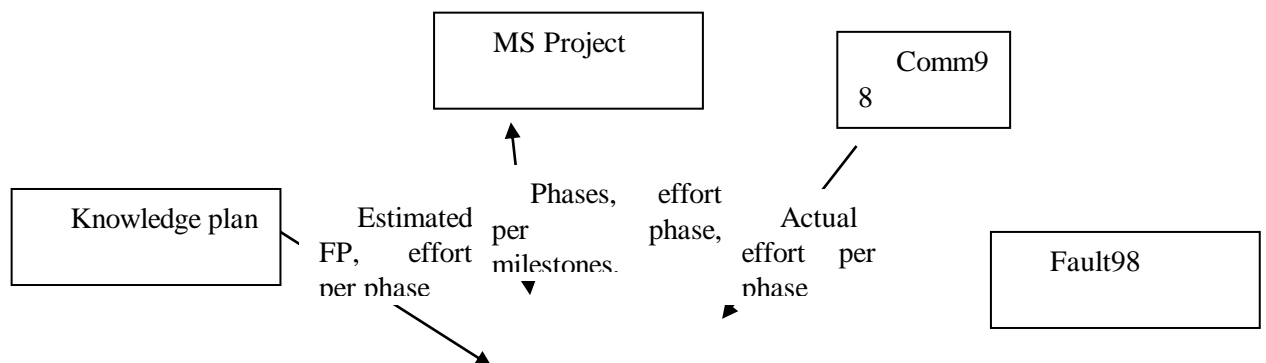 MS Project
Comm9
8
Knowledge plan
Estimated
FP, effort
per phase
Phases, effort
per phase,
milestones.
Actual
effort per
phase
Fault98